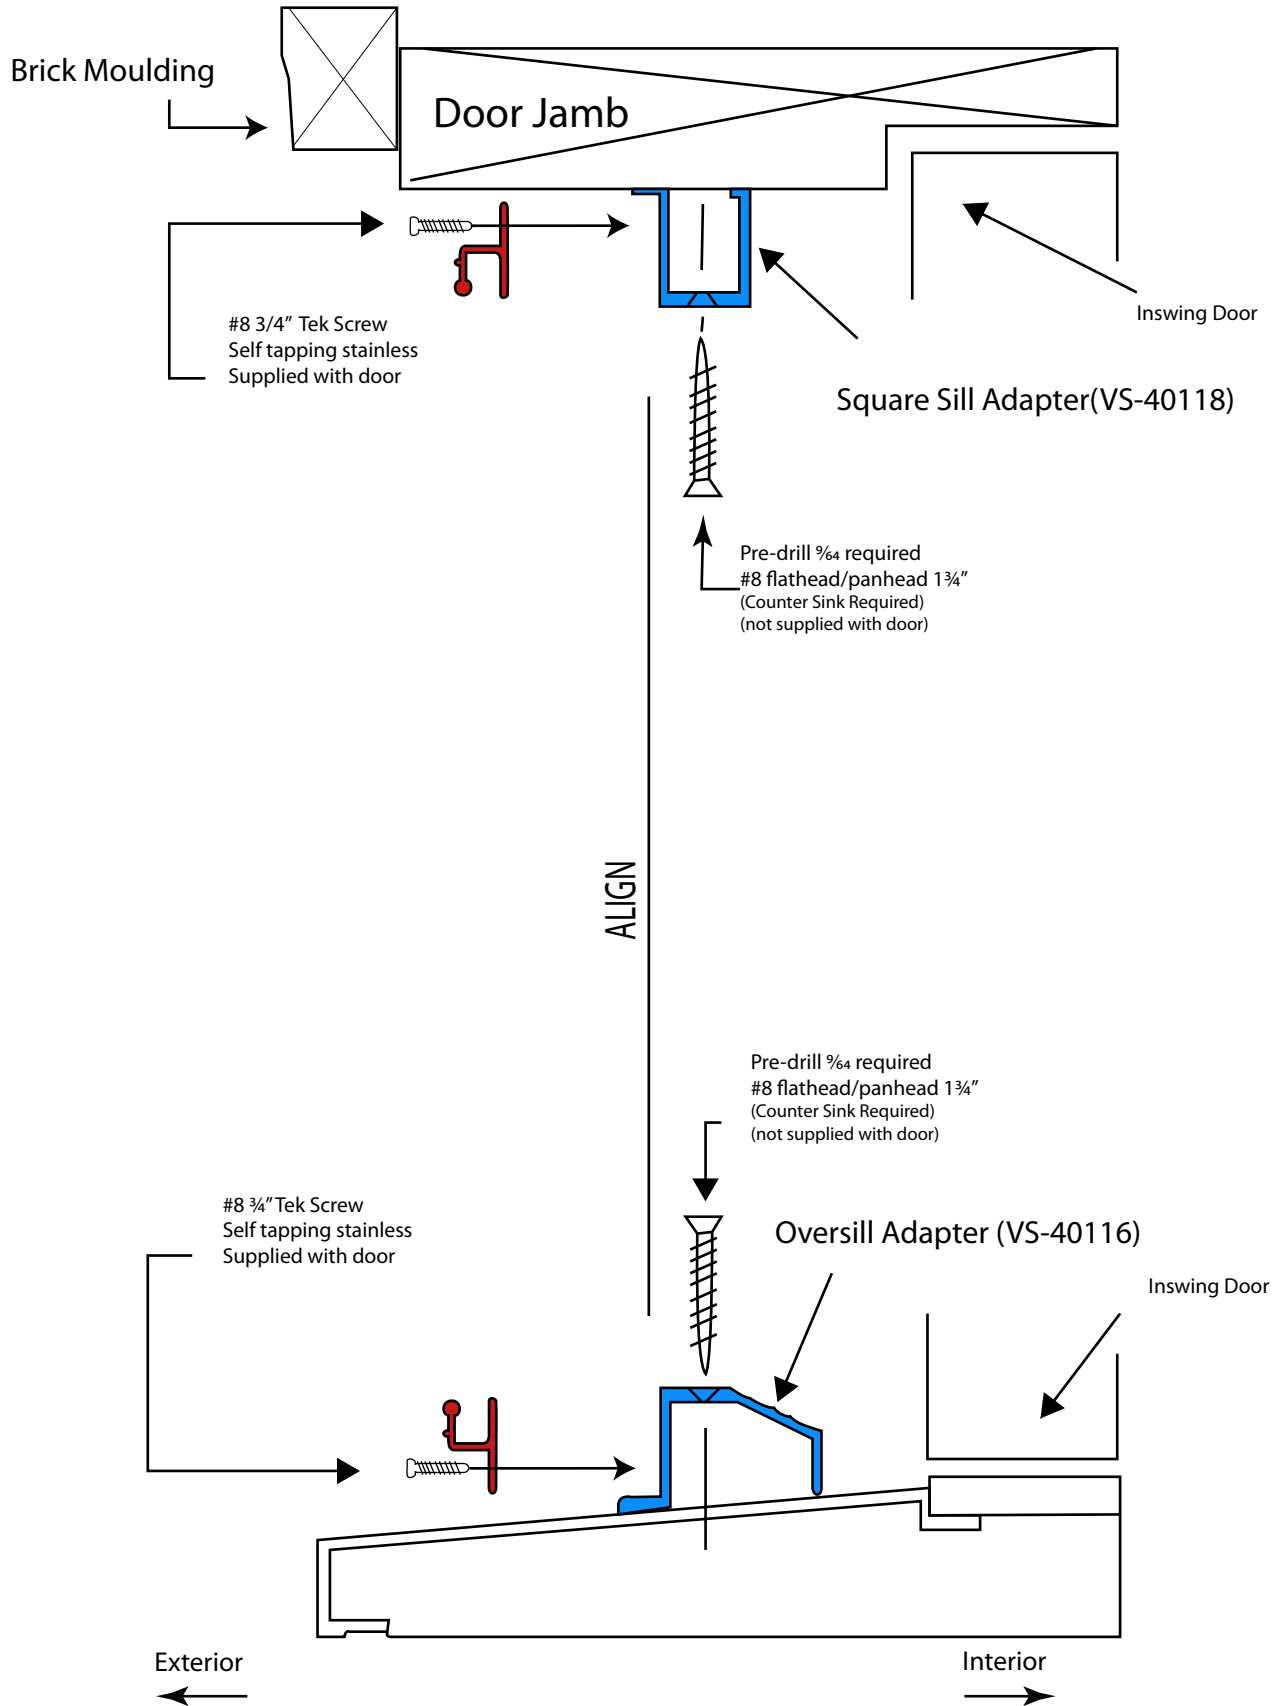 Brick Moulding
Door Jamb
#8 3/4" Tek Screw
Self tapping stainless
Supplied with door
Inswing Door
Square Sill Adapter(VS-40118)
Pre-drill 9⁄64 required
#8 flathead/panhead 1¾"
(Counter Sink Required)
(not supplied with door)
ALIGN
Pre-drill 9⁄64 required
#8 flathead/panhead 1¾"
(Counter Sink Required)
(not supplied with door)
#8 ¾" Tek Screw
Self tapping stainless
Supplied with door
Oversill Adapter (VS-40116)
Inswing Door
Exterior
Interior